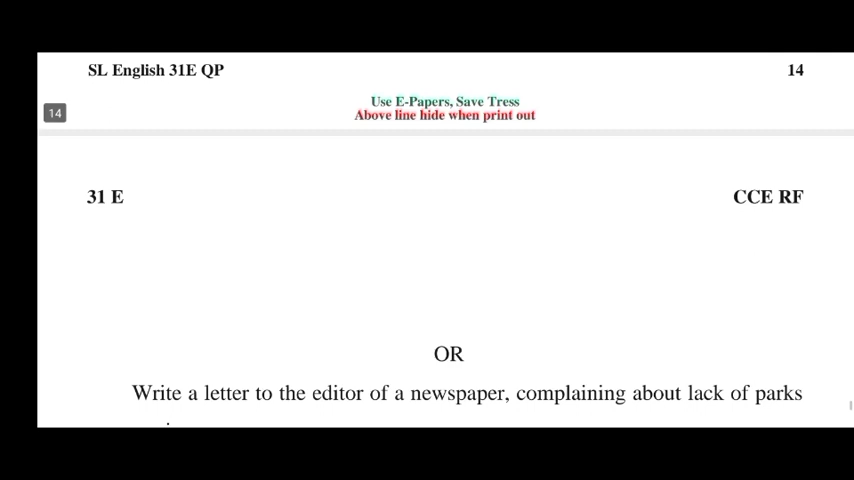 SL English 31E QP 14
14
Use E-Papers, Save Tress
Above line hide when print out
31 E CCE RF
OR
Write a letter to the editor of a newspaper, complaining about lack of parks